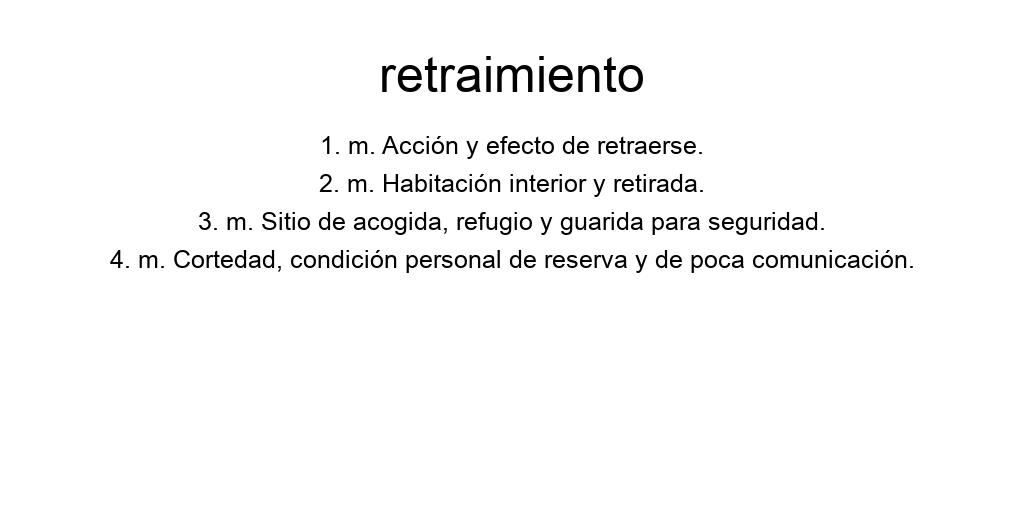 retraimiento
1. m. Acción y efecto de retraerse.
2. m. Habitación interior y retirada.
3. m. Sitio de acogida, refugio y guarida para seguridad.
4. m. Cortedad, condición personal de reserva y de poca comunicación.